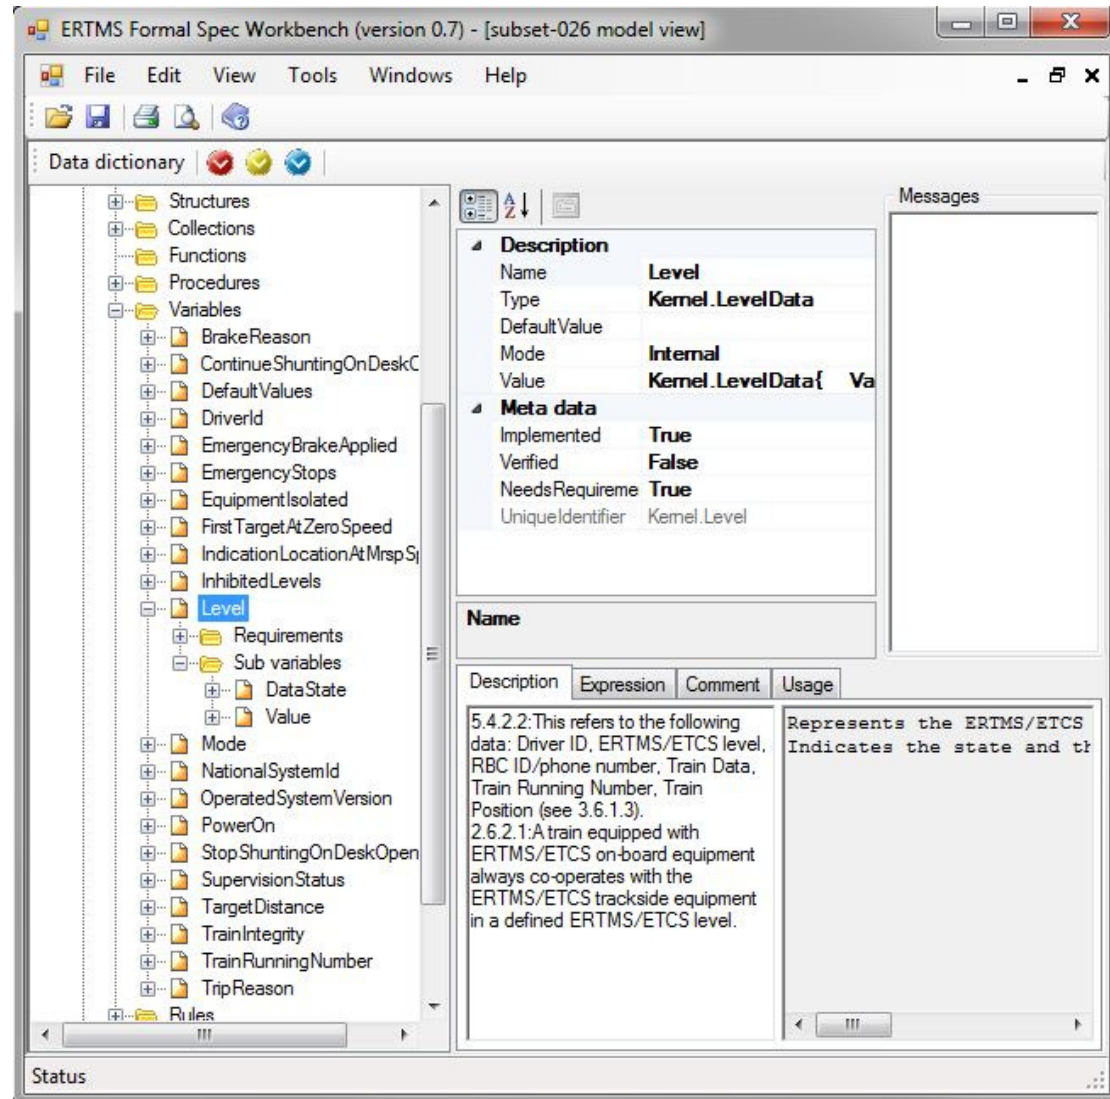 ERTMS Formal Spec Workbench (version 0.7) - [subset-026 model view]
File Edit View Tools Windows Help
Data dictionary
Structures
Collections
Functions
Procedures
Variables
BrakeReason
ContinueShuntingOnDeskC
DefaultValues
DriverId
EmergencyBrakeApplied
EmergencyStops
EquipmentIsolated
FirstTargetAtZeroSpeed
IndicationLocationAtMrspSp
InhibitedLevels
Level
Requirements
Sub variables
DataState
Value
Mode
NationalSystemId
OperatedSystemVersion
PowerOn
StopShuntingOnDeskOpen
SupervisionStatus
TargetDistance
TrainIntegrity
TrainRunningNumber
TripReason
Rules
Description
Name Level
Type Kernel.LevelData
DefaultValue
Mode Internal
Value Kernel.LevelData{ Va
Meta data
Implemented True
Verified False
NeedsRequireme True
UniqueIdentifier Kernel.Level
Name
Messages
Description Expression Comment Usage
5.4.2.2:This refers to the following
data: Driver ID, ERTMS/ETCS level,
RBC ID/phone number, Train Data,
Train Running Number, Train
Position (see 3.6.1.3).
2.6.2.1:A train equipped with
ERTMS/ETCS on-board equipment
always co-operates with the
ERTMS/ETCS trackside equipment
in a defined ERTMS/ETCS level.
Represents the ERTMS/ETCS
Indicates the state and th
Status